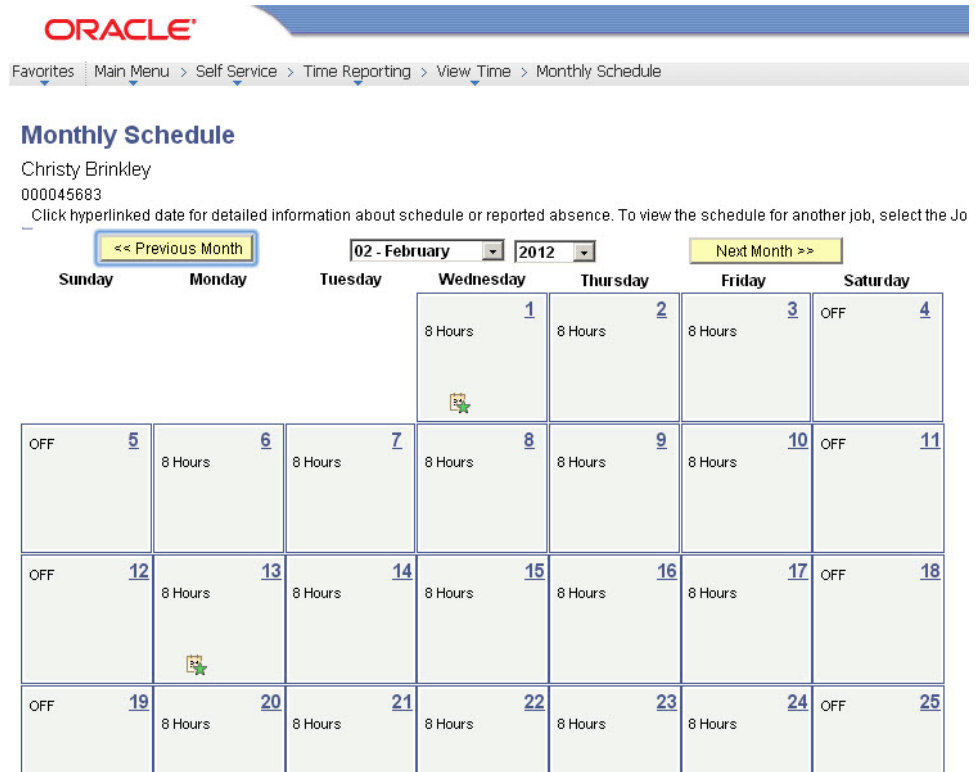 ORACLE
Favorites Main Menu > Self Service > Time Reporting > View Time > Monthly Schedule
Monthly Schedule
Christy Brinkley
000045683
Click hyperlinked date for detailed information about schedule or reported absence. To view the schedule for another job, select the Jo
<< Previous Month 02 - February 2012 Next Month >>
Sunday Monday Tuesday Wednesday Thursday Friday Saturday
1 2 3 OFF 4
8 Hours 8 Hours 8 Hours
OFF 5 6 7 8 9 10 OFF 11
8 Hours 8 Hours 8 Hours 8 Hours 8 Hours
OFF 12 13 14 15 16 17 OFF 18
8 Hours 8 Hours 8 Hours 8 Hours 8 Hours
OFF 19 20 21 22 23 24 OFF 25
8 Hours 8 Hours 8 Hours 8 Hours 8 Hours